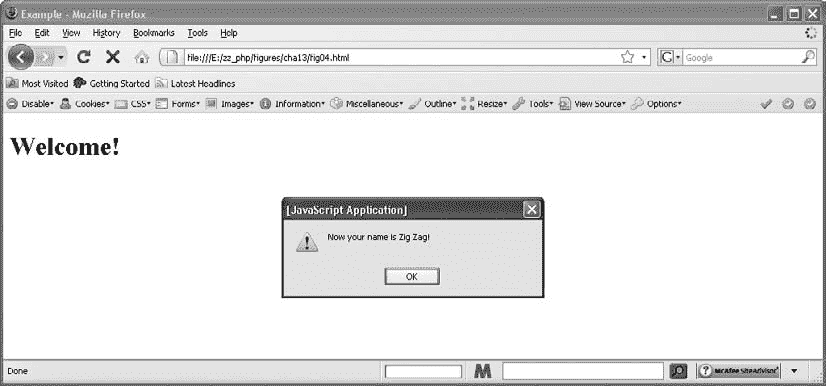 Example - Mozilla Firefox
File Edit View History Bookmarks Tools Help
file:///E:/zz_php/figures/cha13/fig04.html
G Google
Most Visited Getting Started Latest Headlines
Disable Cookies CSS Forms Images Information Miscellaneous Outline Resize Tools View Source Options
Welcome!
[JavaScript Application]
Now your name is Zig Zag!
OK
Done
McAfee SiteAdvisor